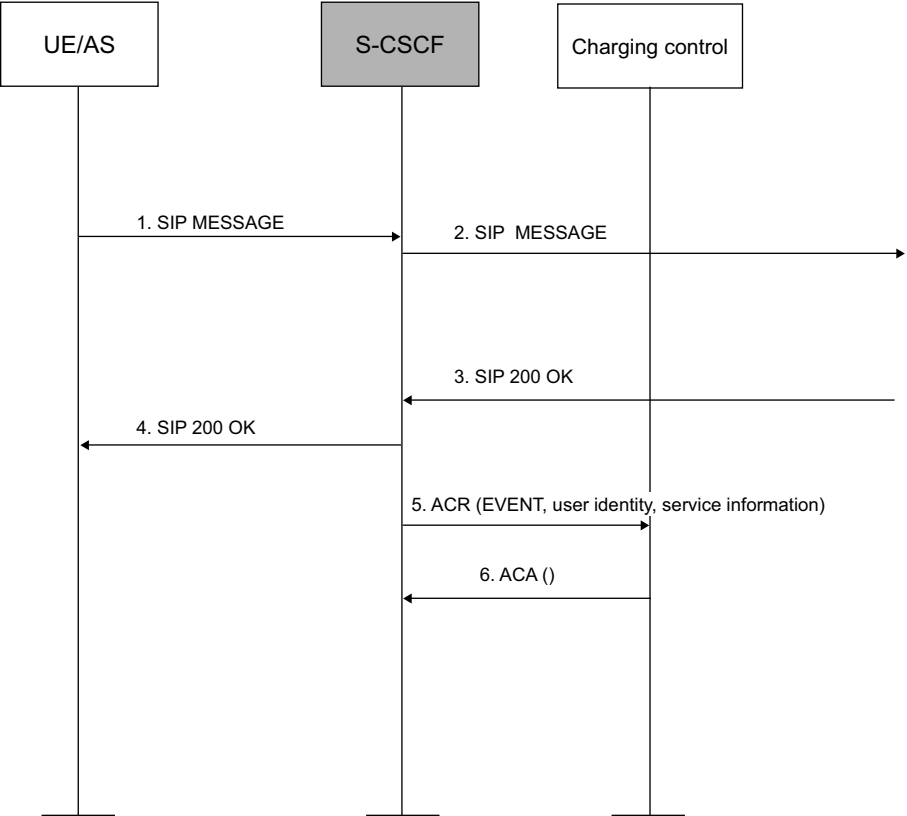 UE/AS
S-CSCF
Charging control
1. SIP MESSAGE
2. SIP MESSAGE
3. SIP 200 OK
4. SIP 200 OK
5. ACR (EVENT, user identity, service information)
6. ACA ()